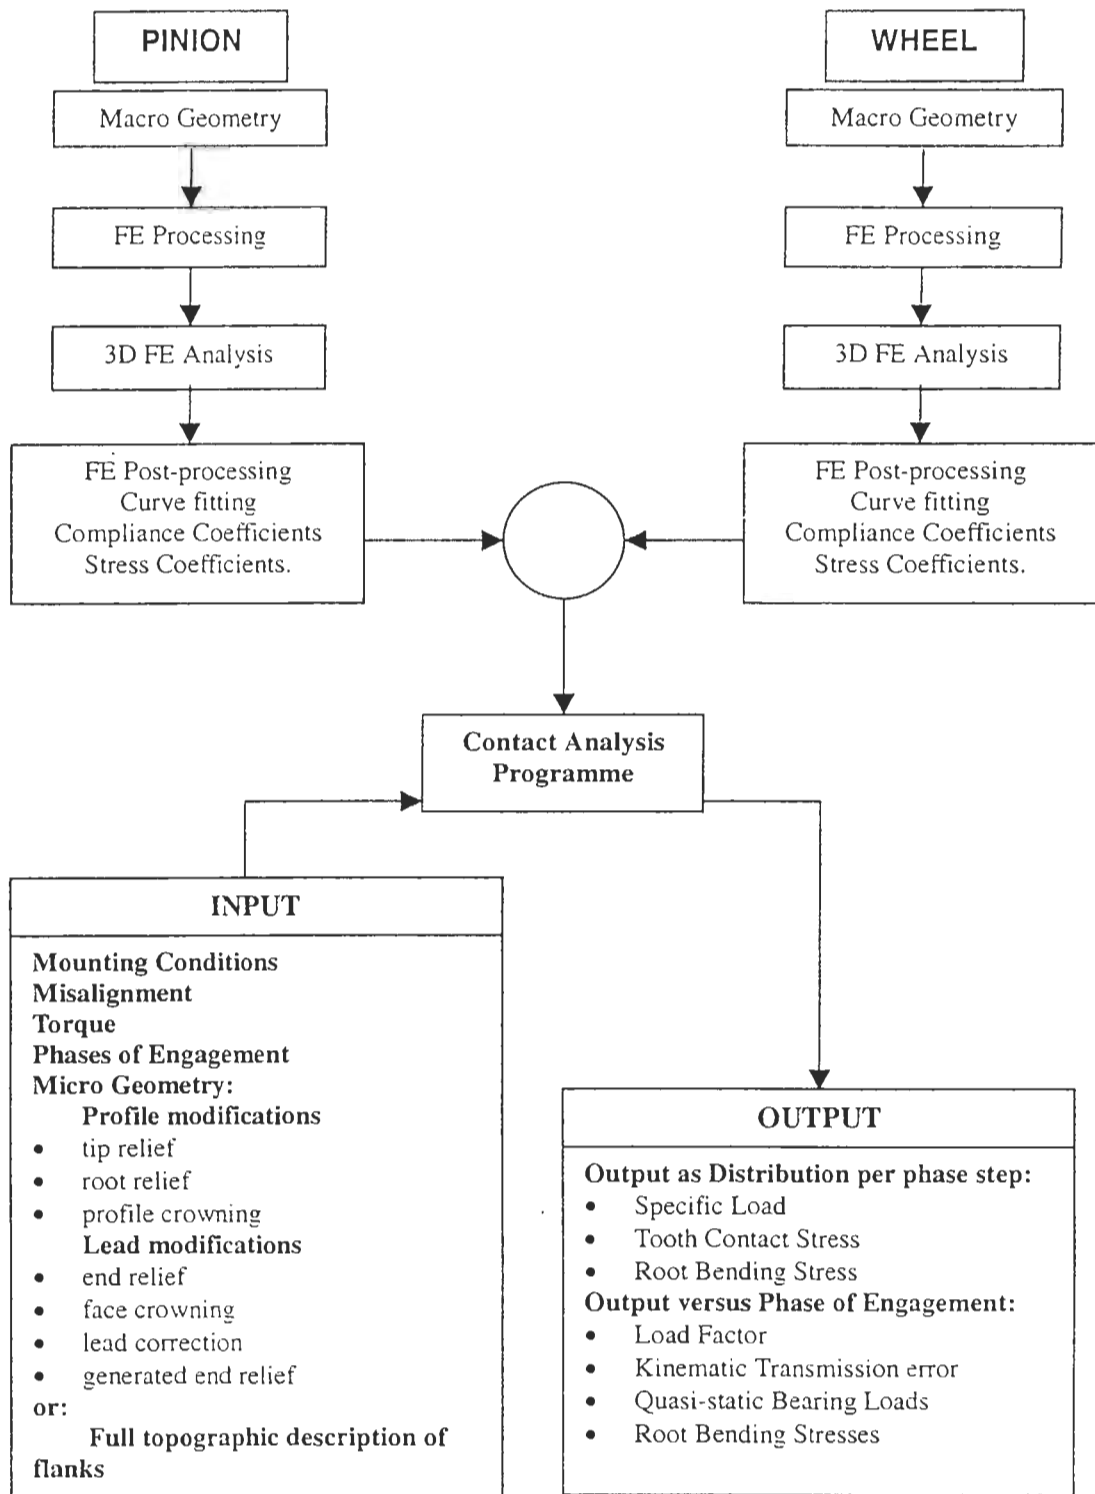 PINION
Macro Geometry
FE Processing
3D FE Analysis
FE Post-processing
Curve fitting
Compliance Coefficients
Stress Coefficients.
WHEEL
Macro Geometry
FE Processing
3D FE Analysis
FE Post-processing
Curve fitting
Compliance Coefficients
Stress Coefficients.
Contact Analysis
Programme
INPUT
Mounting Conditions
Misalignment
Torque
Phases of Engagement
Micro Geometry:
Profile modifications
• tip relief
• root relief
• profile crowning
Lead modifications
• end relief
• face crowning
• lead correction
• generated end relief
or:
Full topographic description of
flanks
OUTPUT
Output as Distribution per phase step:
• Specific Load
• Tooth Contact Stress
• Root Bending Stress
Output versus Phase of Engagement:
• Load Factor
• Kinematic Transmission error
• Quasi-static Bearing Loads
• Root Bending Stresses